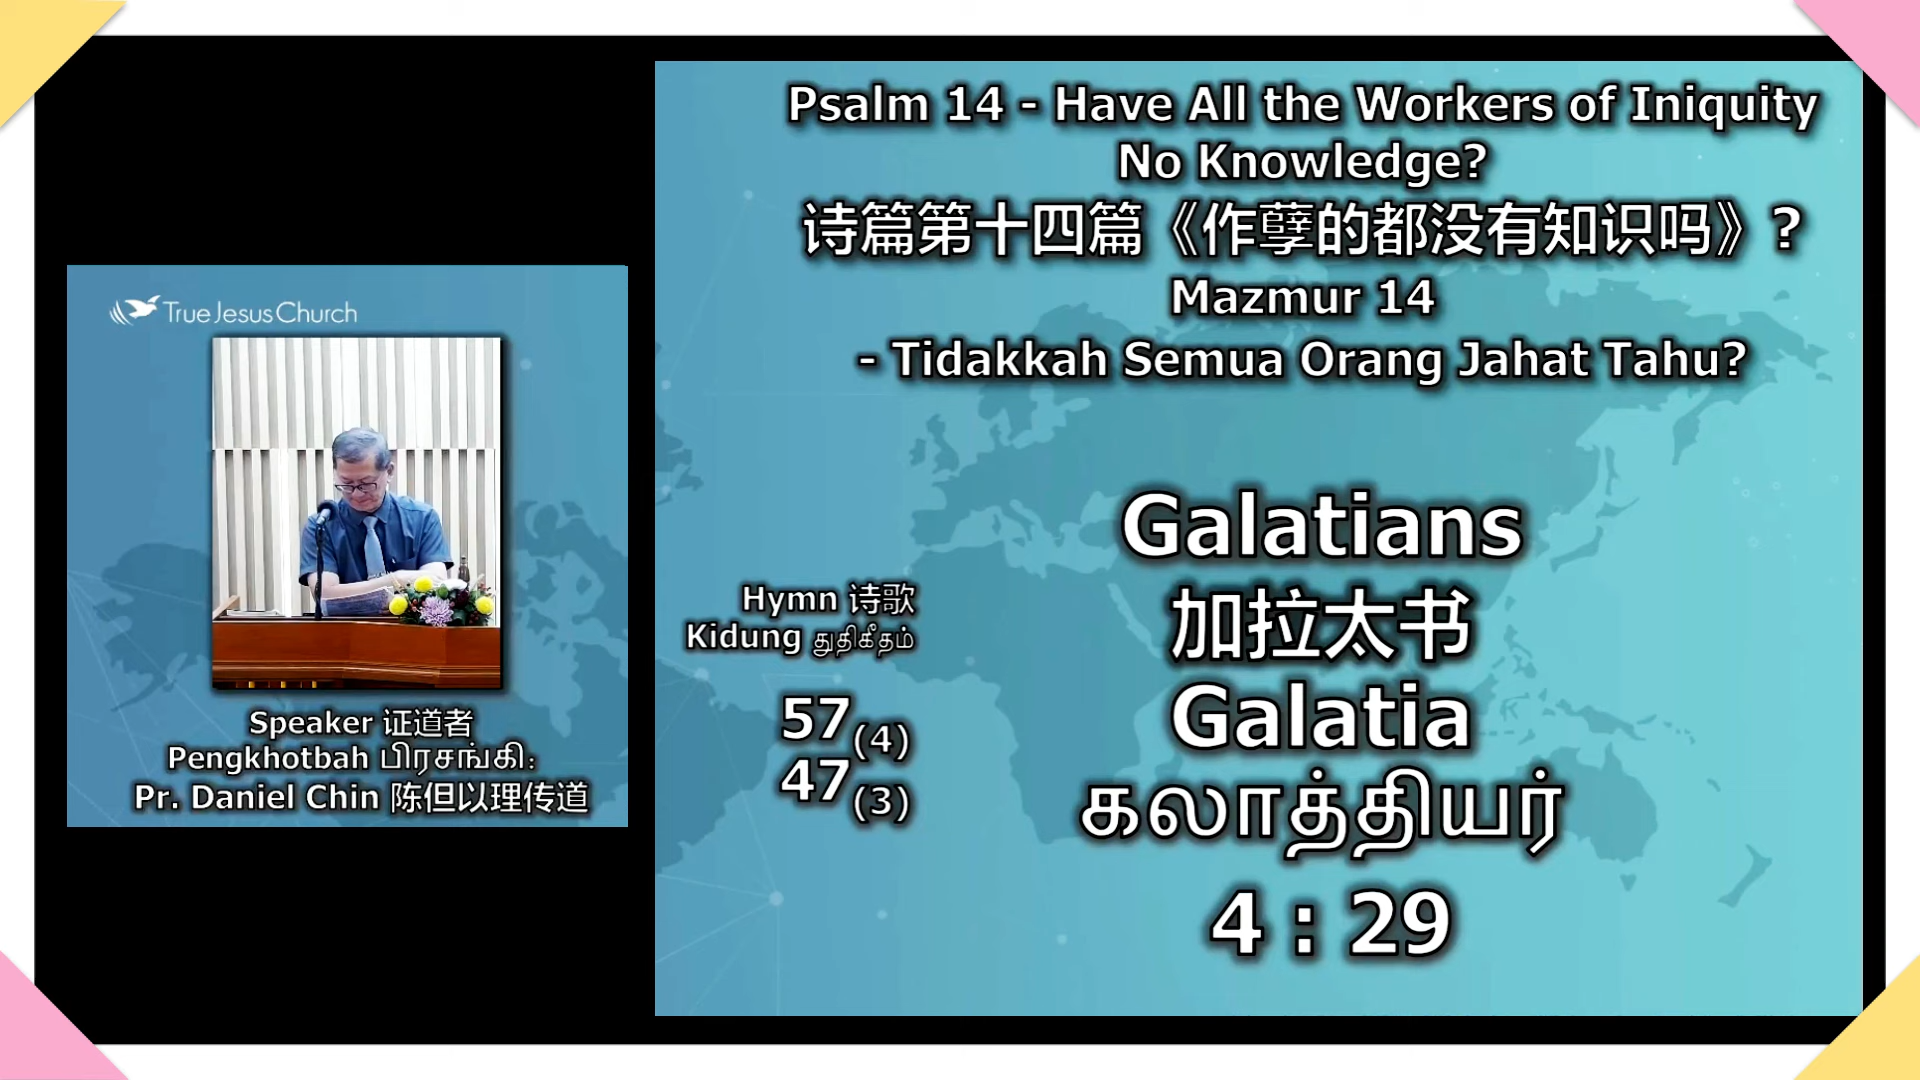 True Jesus Church
Speaker 证道者
Pengkhotbah பிரசங்கி:
Pr. Daniel Chin 陈但以理传道
Psalm 14 - Have All the Workers of Iniquity
No Knowledge?
诗篇第十四篇《作孽的都没有知识吗》?
Mazmur 14
- Tidakkah Semua Orang Jahat Tahu?
Hymn 诗歌
Kidung துதிகீதம்
57(4)
47(3)
Galatians
加拉太书
Galatia
கலாத்தியர்
4 : 29